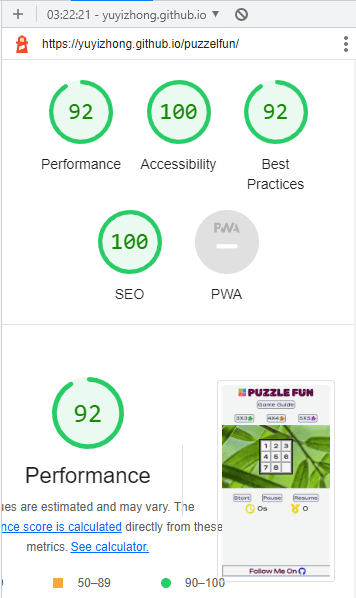 03:22:21 - yuyizhong.github.io
https://yuyizhong.github.io/puzzelfun/
92 100 92
Performance Accessibility Best Practices
100 PWA
SEO PWA
92
Performance
ues are estimated and may vary. The
nce score is calculated directly from these
metrics. See calculator.
50–89 90–100
PUZZLE FUN
Game Guide
3X3 4X4 5X5
1 2 3
4 5 6
7 8
Start Pause Resume
0s 0
Follow Me On